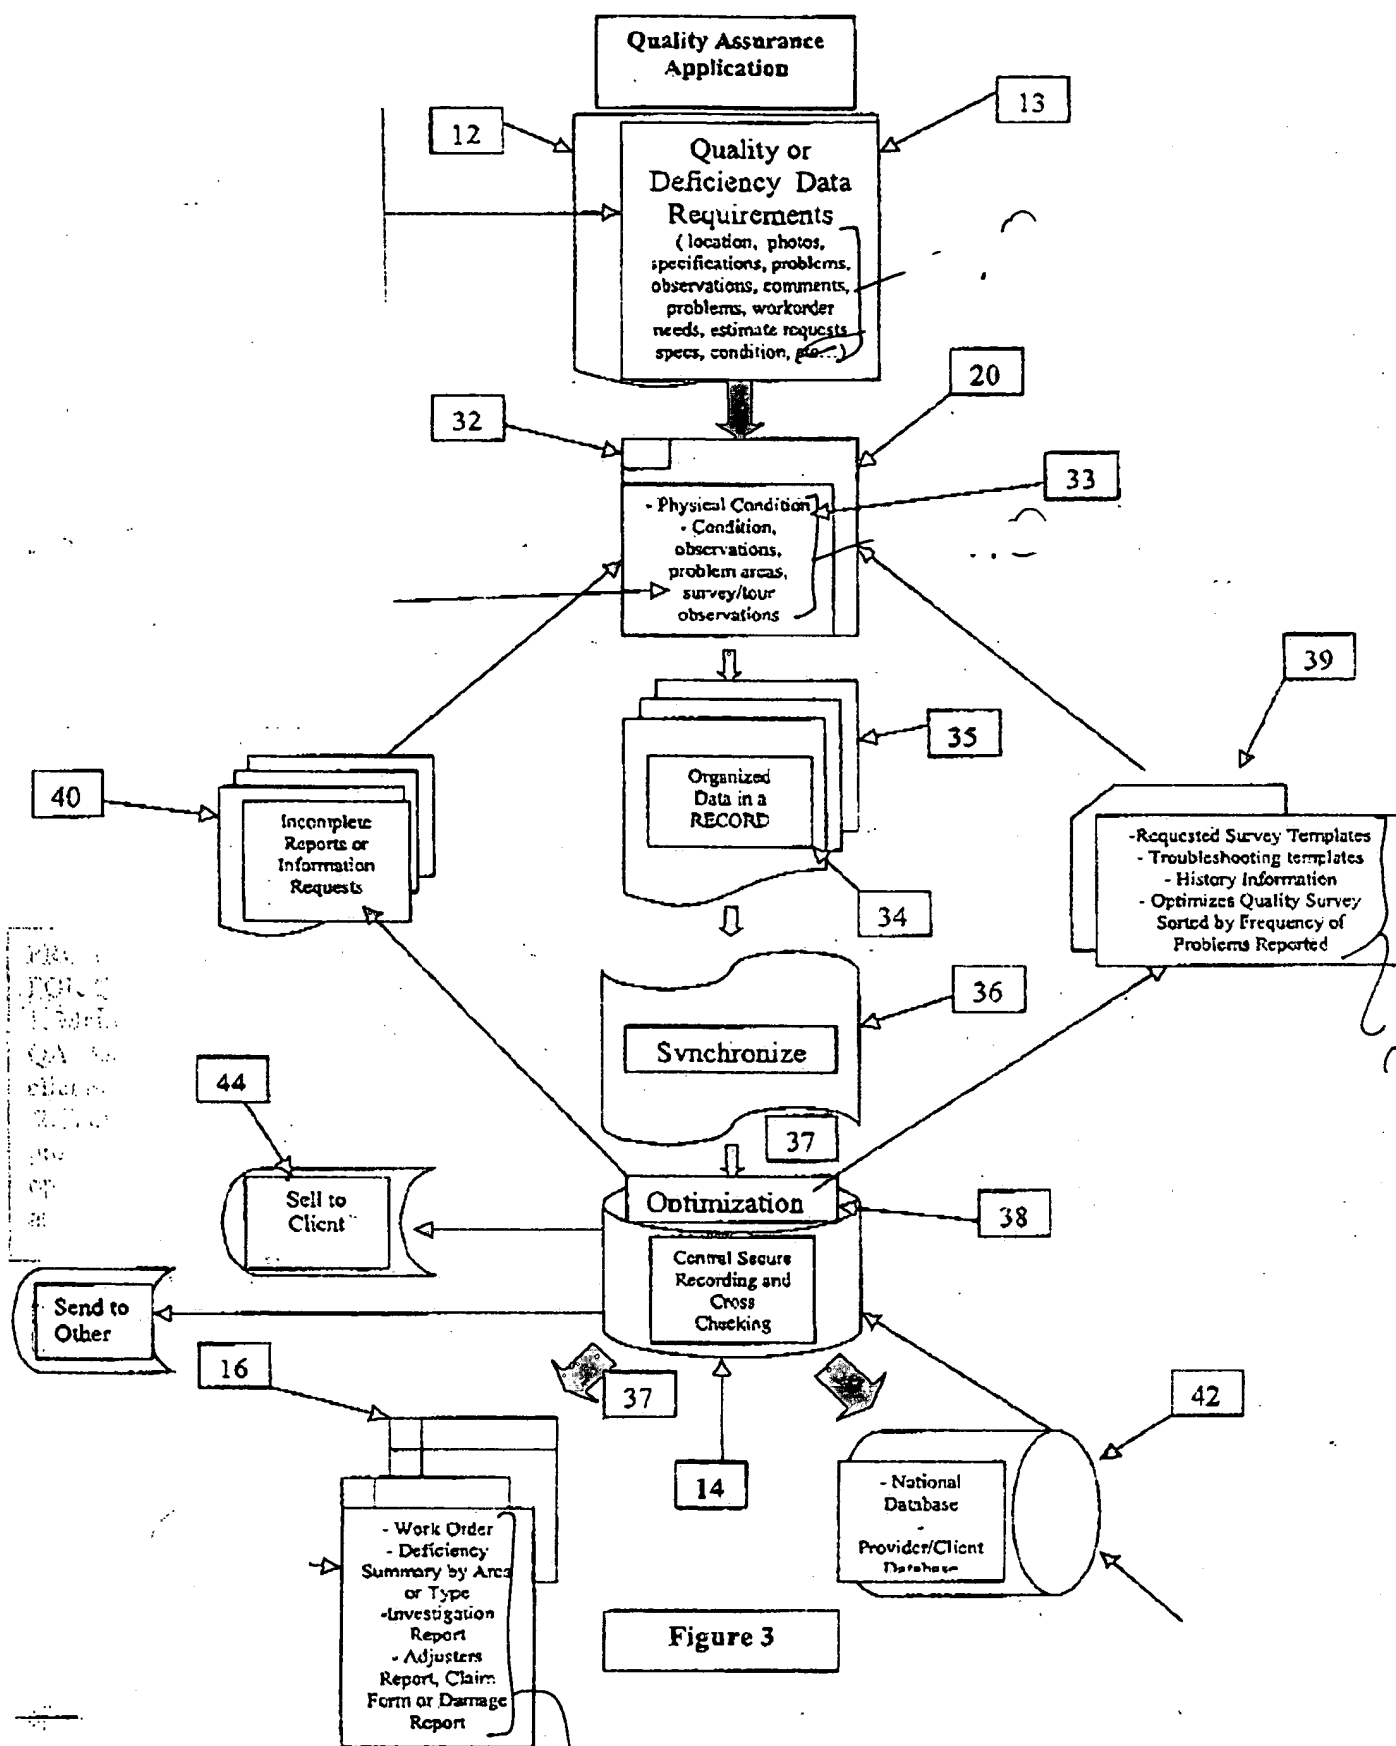 Quality Assurance
Application
12
13
Quality or
Deficiency Data
Requirements
( location, photos,
specifications, problems,
observations, comments,
problems, workorder
needs, estimate requests
specs, condition, etc...)
20
32
33
- Physical Condition
- Condition,
observations,
problem areas,
survey/tour
observations
39
35
40
Organized
Data in a
RECORD
Incomplete
Reports or
Information
Requests
-Requested Survey Templates
- Troubleshooting templates
- History Information
- Optimizes Quality Survey
Sorted by Frequency of
Problems Reported
34
36
Synchronize
QA
44
37
Optimization
38
Sell to
Client
Central Secure
Recording and
Cross
Checking
Send to
Other
16
37
42
14
- National
Database
-
Provider/Client
Database
- Work Order
- Deficiency
Summary by Area
or Type
-Investigation
Report
- Adjusters
Report, Claim
Form or Damage
Report
Figure 3